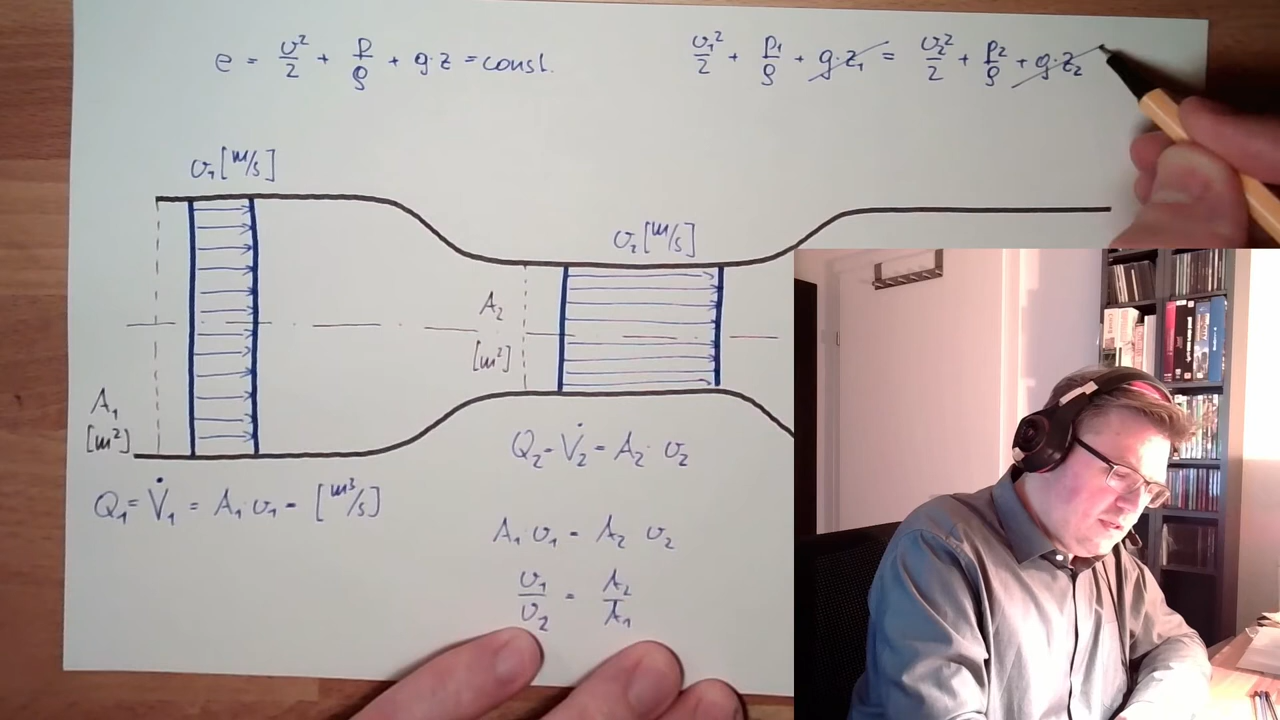 e = v²/2 + p/ρ + g·z = const.
v₁²/2 + p₁/ρ + g·z₁ = v₂²/2 + p₂/ρ + g·z₂
v₁ [m/s]
v₂ [m/s]
A₂
[m²]
A₁
[m²]
Q₂ = V̇₂ = A₂ · v₂
Q₁ = V̇₁ = A₁ · v₁ = [m³/s]
A₁ v₁ = A₂ v₂
v₁/v₂ = A₂/A₁